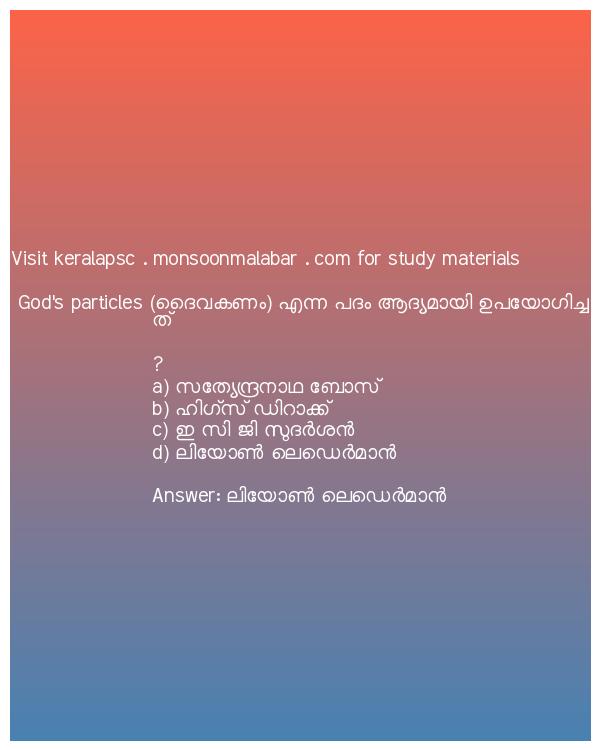 Visit keralapsc . monsoonmalabar . com for study materials
God's particles (ദൈവകണം) എന്ന പദം ആദ്യമായി ഉപയോഗിച്ച
ത്
?
a) സത്യേന്ദ്രനാഥ ബോസ്
b) ഹിഗ്സ് ഡിറാക്ക്
c) ഇ സി ജി സുദർശൻ
d) ലിയോൺ ലെഡെർമാൻ
Answer: ലിയോൺ ലെഡെർമാൻ